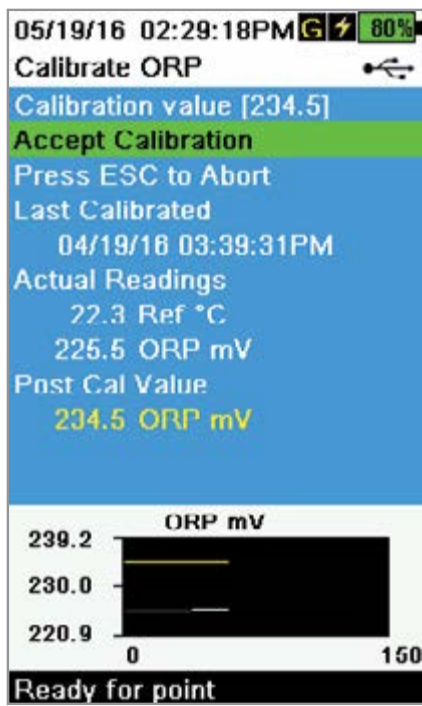 05/19/16 02:29:18PM G 80%
Calibrate ORP
Calibration value [234.5]
Accept Calibration
Press ESC to Abort
Last Calibrated
04/19/16 03:39:31PM
Actual Readings
22.3 Ref °C
225.5 ORP mV
Post Cal Value
234.5 ORP mV
ORP mV
239.2
230.0
220.9
0 150
Ready for point